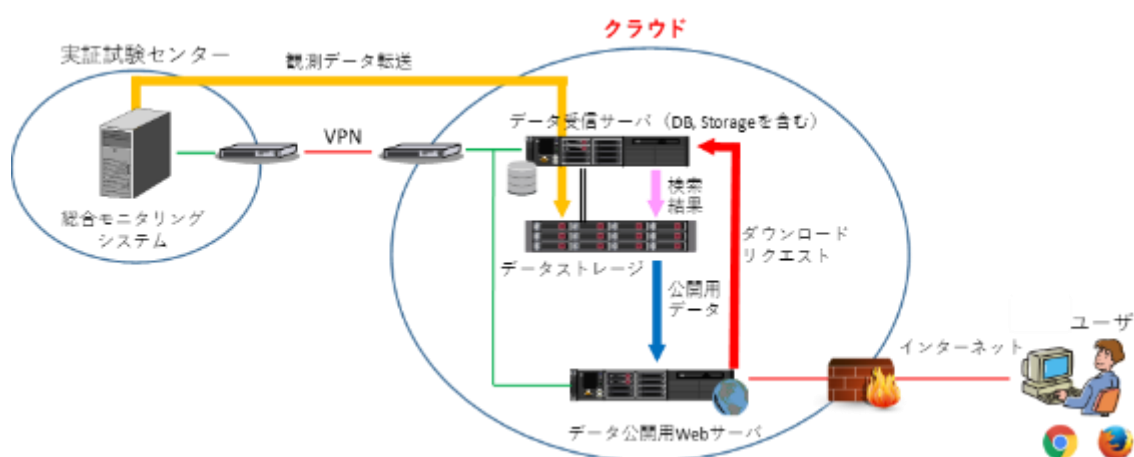 クラウド
実証試験センター
観測データ転送
データ受信サーバ（DB, Storageを含む）
VPN
検索
結果
総合モニタリング
システム
ダウンロード
リクエスト
データストレージ
公開用
データ
ユーザ
インターネット
データ公開用Webサーバ